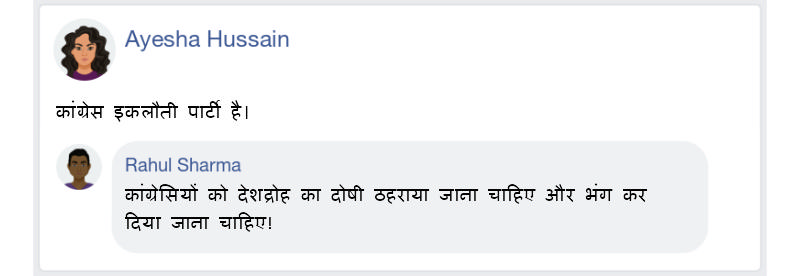 Ayesha Hussain
कांग्रेस इकलौती पार्टी है।
Rahul Sharma
कांग्रेसियों को देशद्रोह का दोषी ठहराया जाना चाहिए और भंग कर
दिया जाना चाहिए!